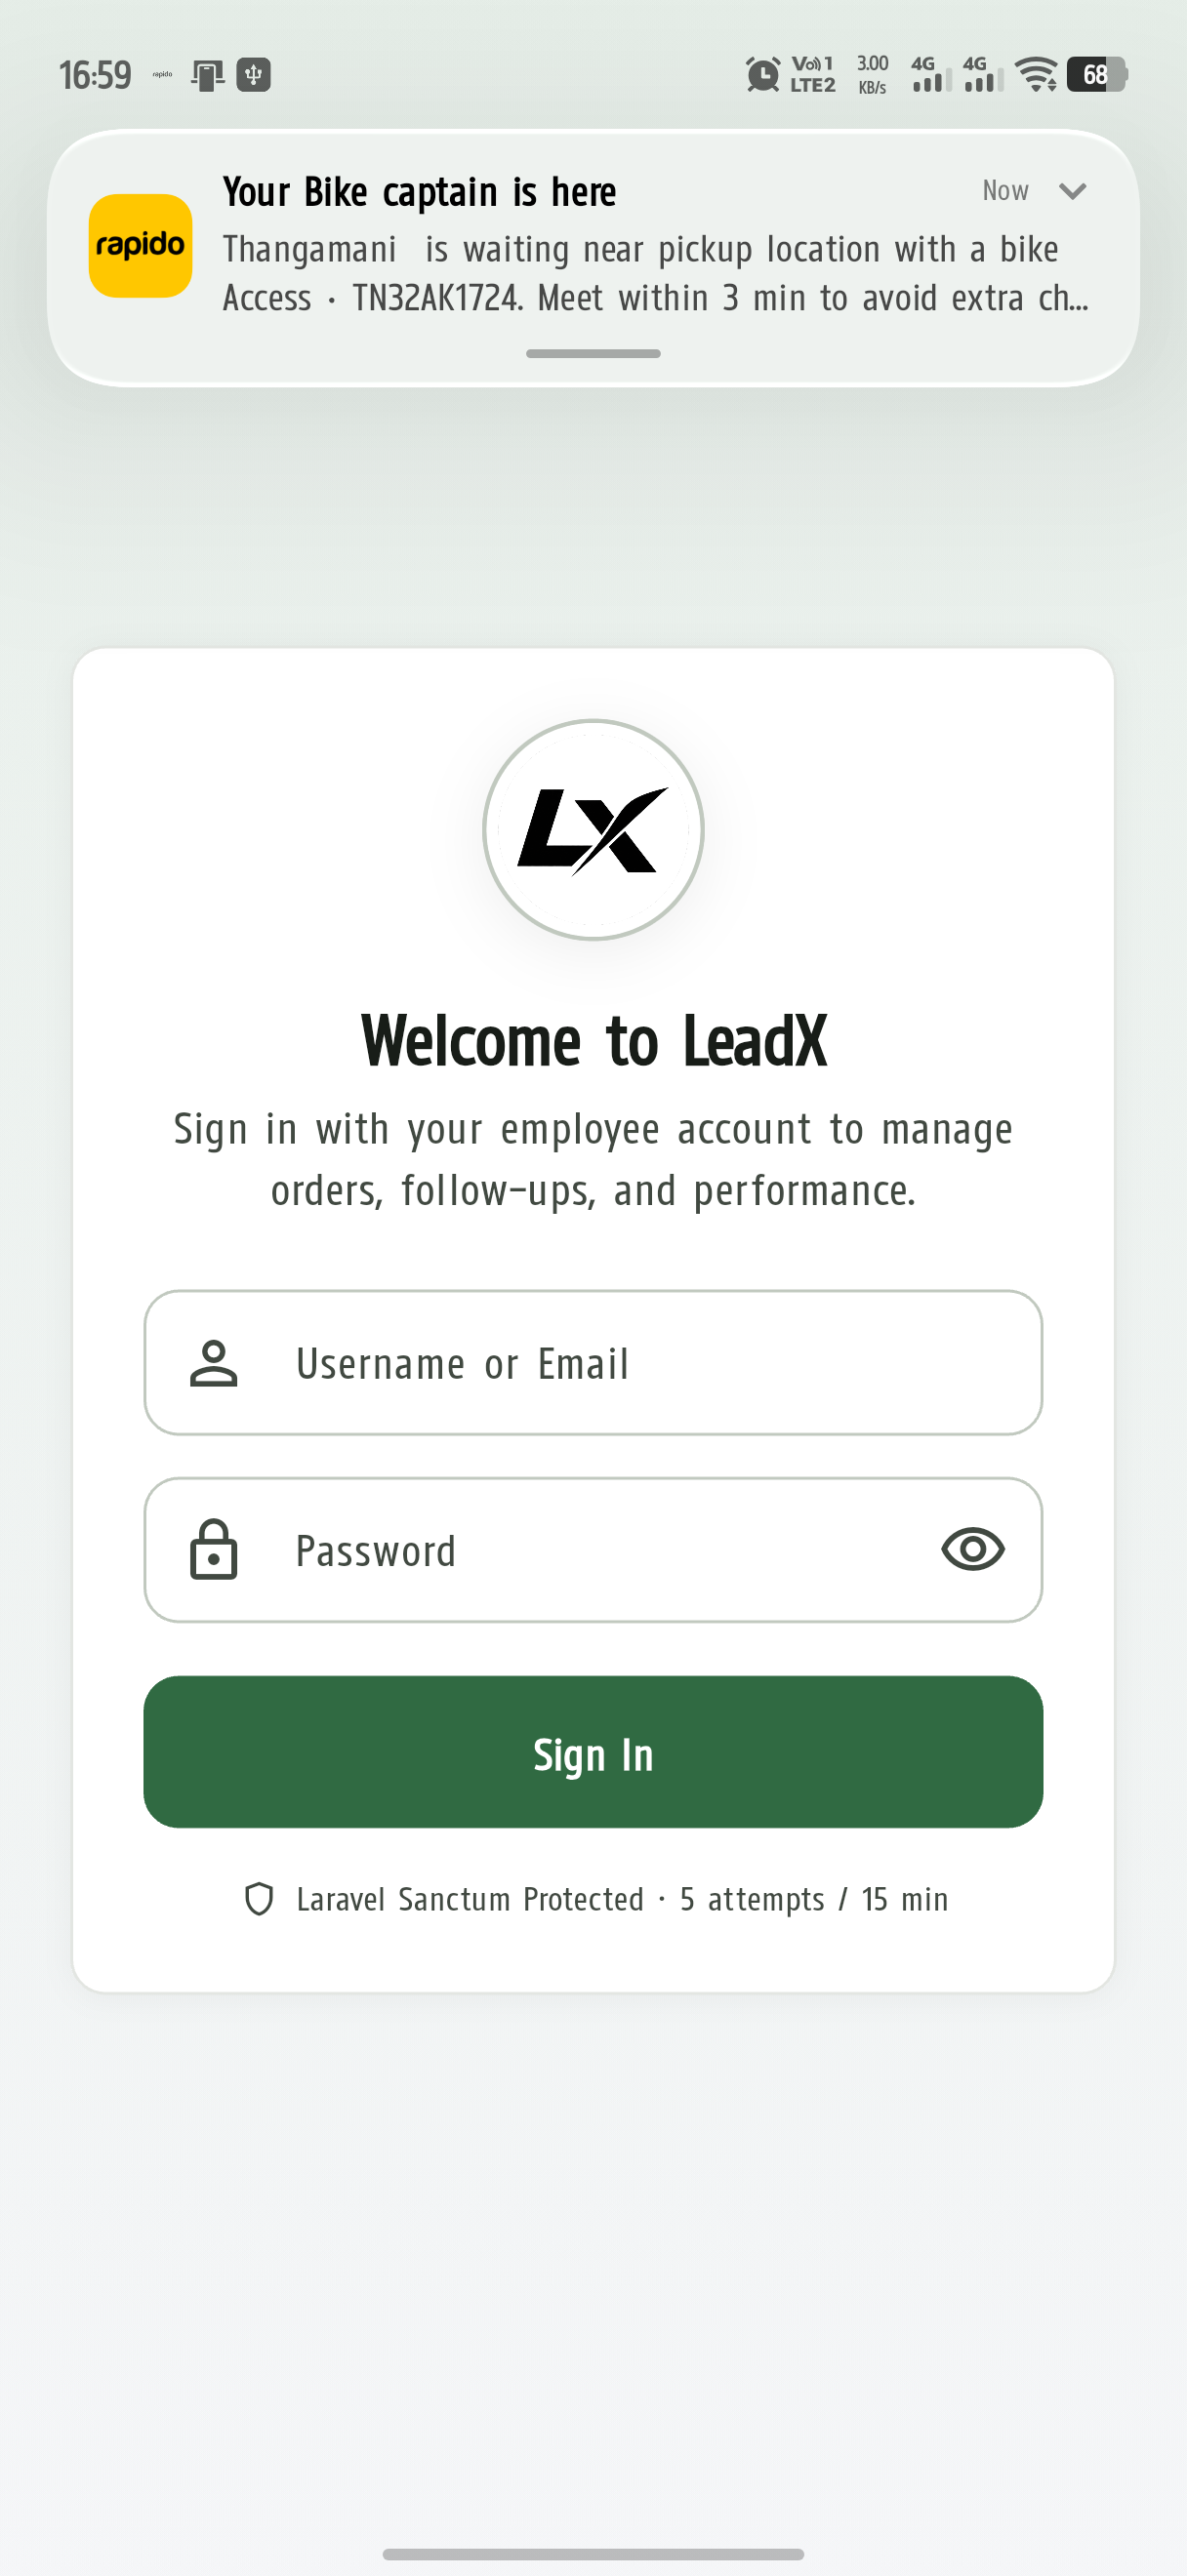 16:59 rapido Vo) 1 LTE2 3.00 KB/s 4G 4G 68
Your Bike captain is here Now
rapido
Thangamani is waiting near pickup location with a bike
Access · TN32AK1724. Meet within 3 min to avoid extra ch...
LX
Welcome to LeadX
Sign in with your employee account to manage
orders, follow-ups, and performance.
Username or Email
Password
Sign In
Laravel Sanctum Protected · 5 attempts / 15 min